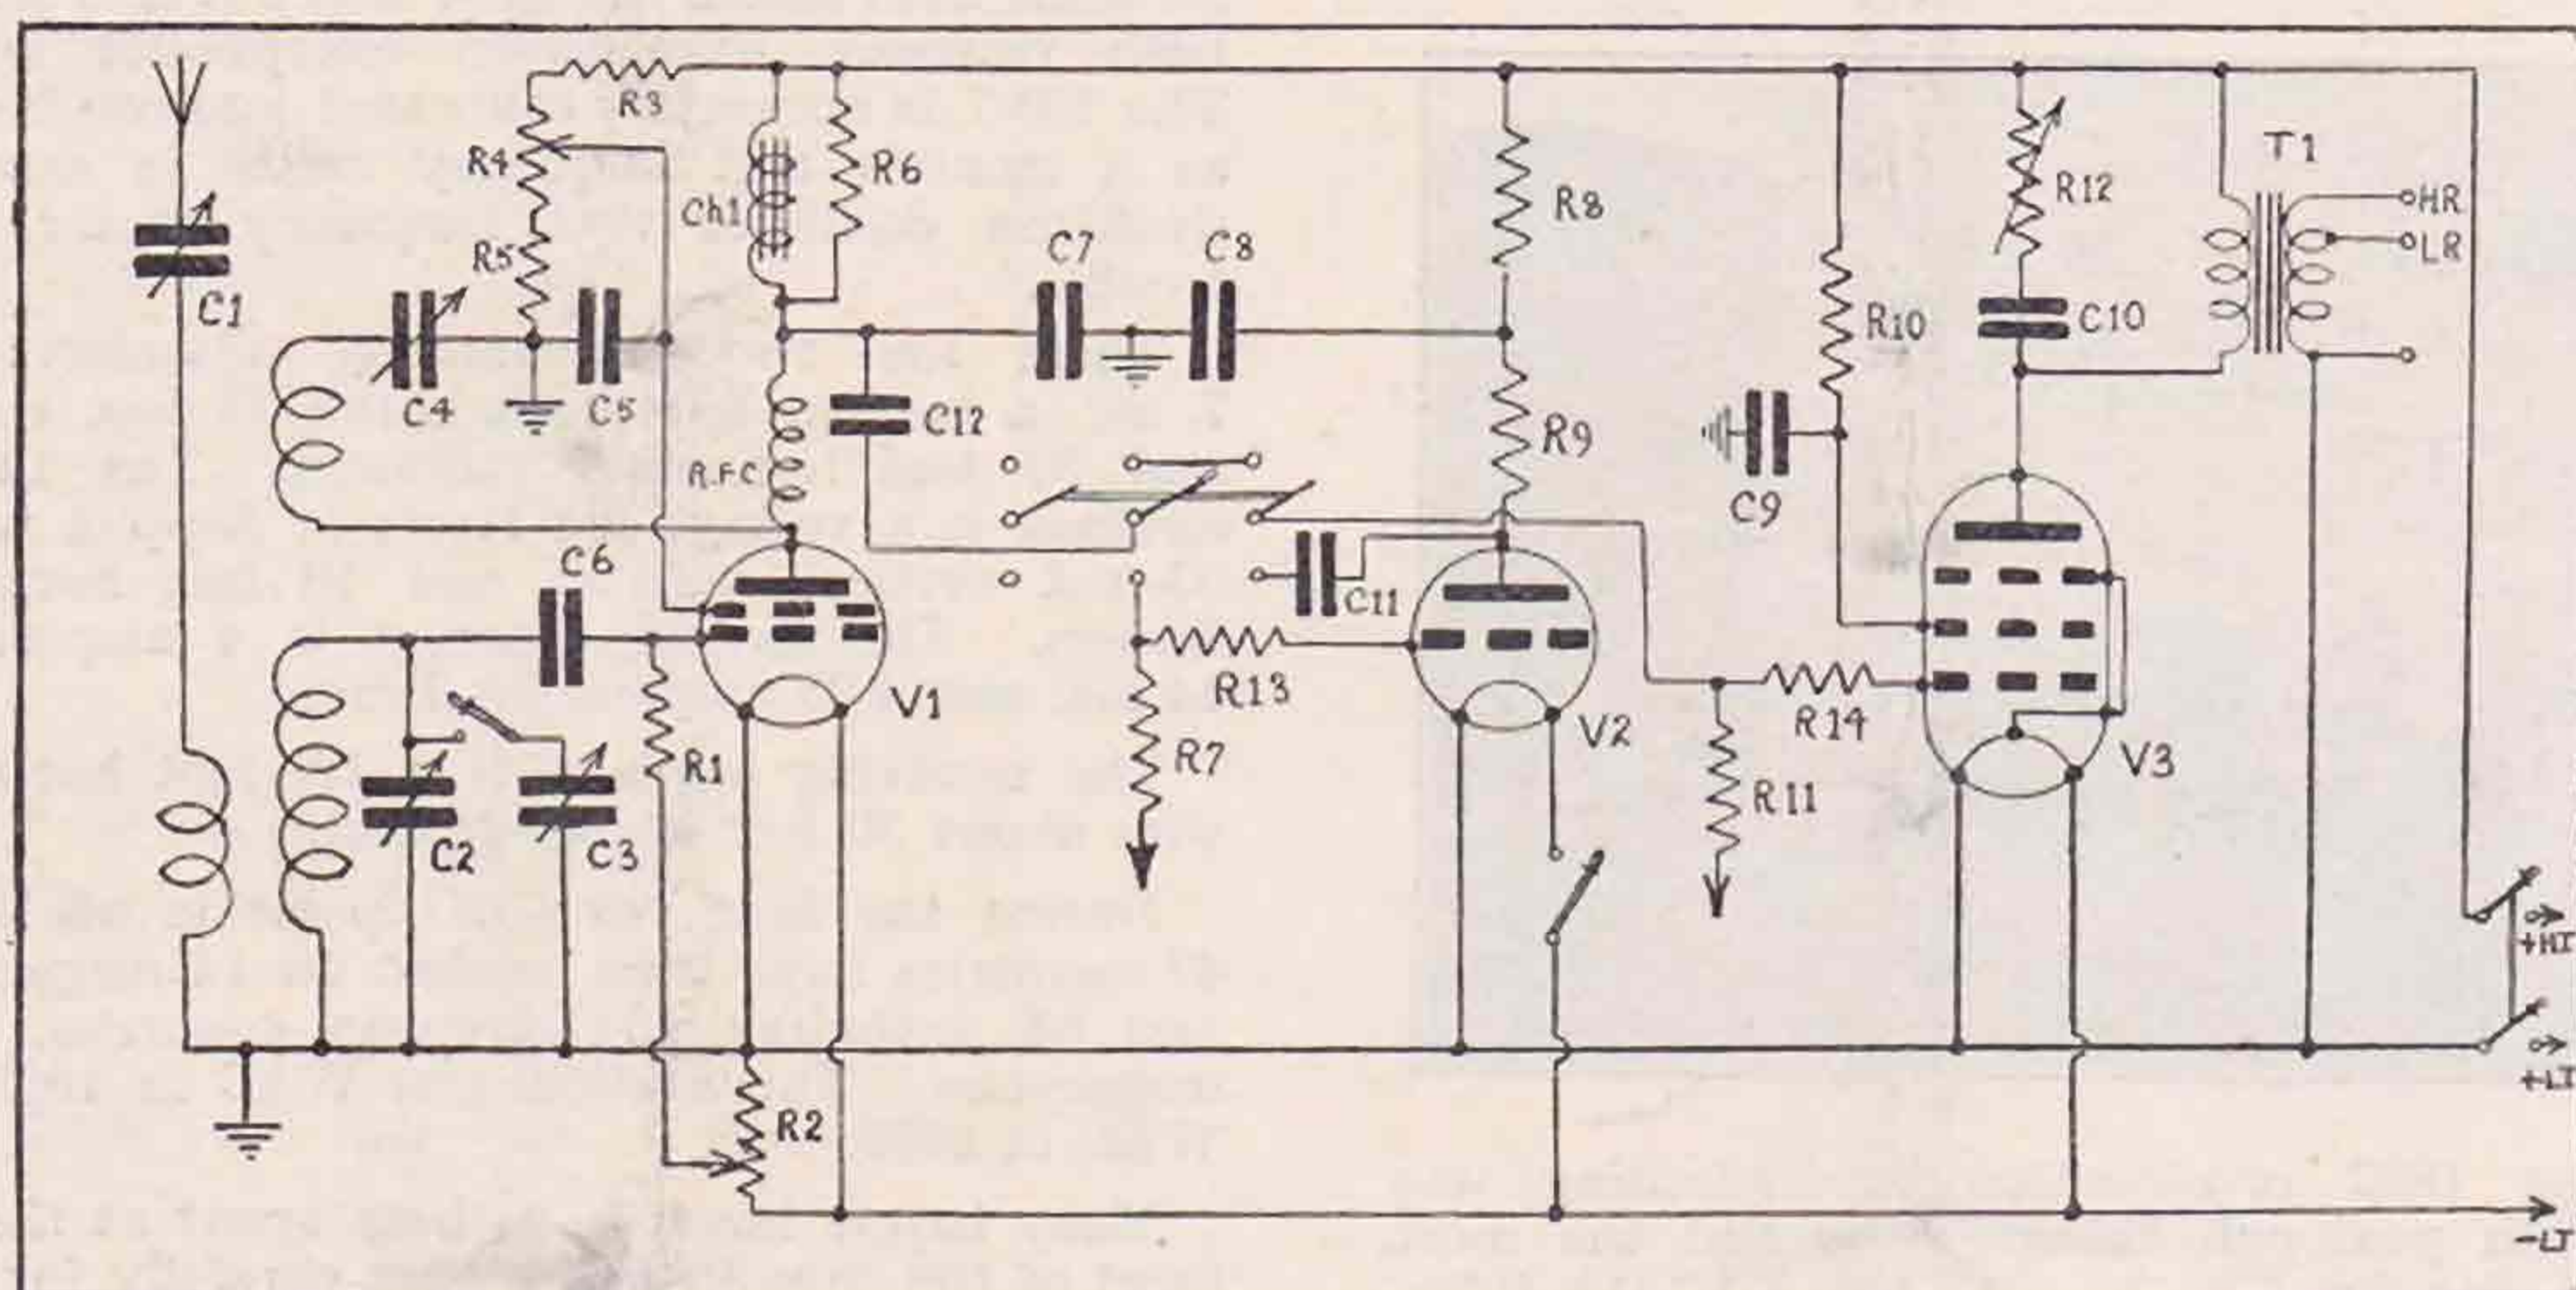 R3
T1
R4
Ch1
R6
R8
R12
HR
LR
C1
R5
C7
C8
R10
C10
C4
C5
C12
R9
R.F.C
C9
C6
C11
R13
V1
V2
R14
V3
R1
R7
R11
C2
C3
+HT
+LT
R2
-LT